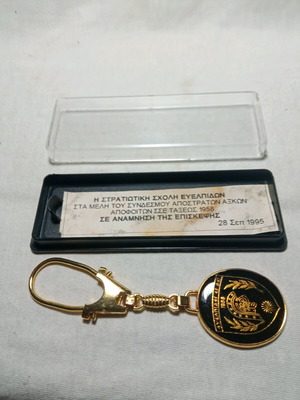 Η ΣΤΡΑΤΙΩΤΙΚΗ ΣΧΟΛΗ ΕΥΕΛΠΙΔΩΝ
ΣΤΑ ΜΕΛΗ ΤΟΥ ΣΥΝΔΕΣΜΟΥ ΑΠΟΣΤΡΑΤΩΝ ΑΞΚΩΝ
ΑΠΟΦΟΙΤΩΝ ΣΣΕ ΤΑΞΕΩΣ 1958
ΣΕ ΑΝΑΜΝΗΣΗ ΤΗΣ ΕΠΙΣΚΕΨΗΣ
28 Σεπ 1995